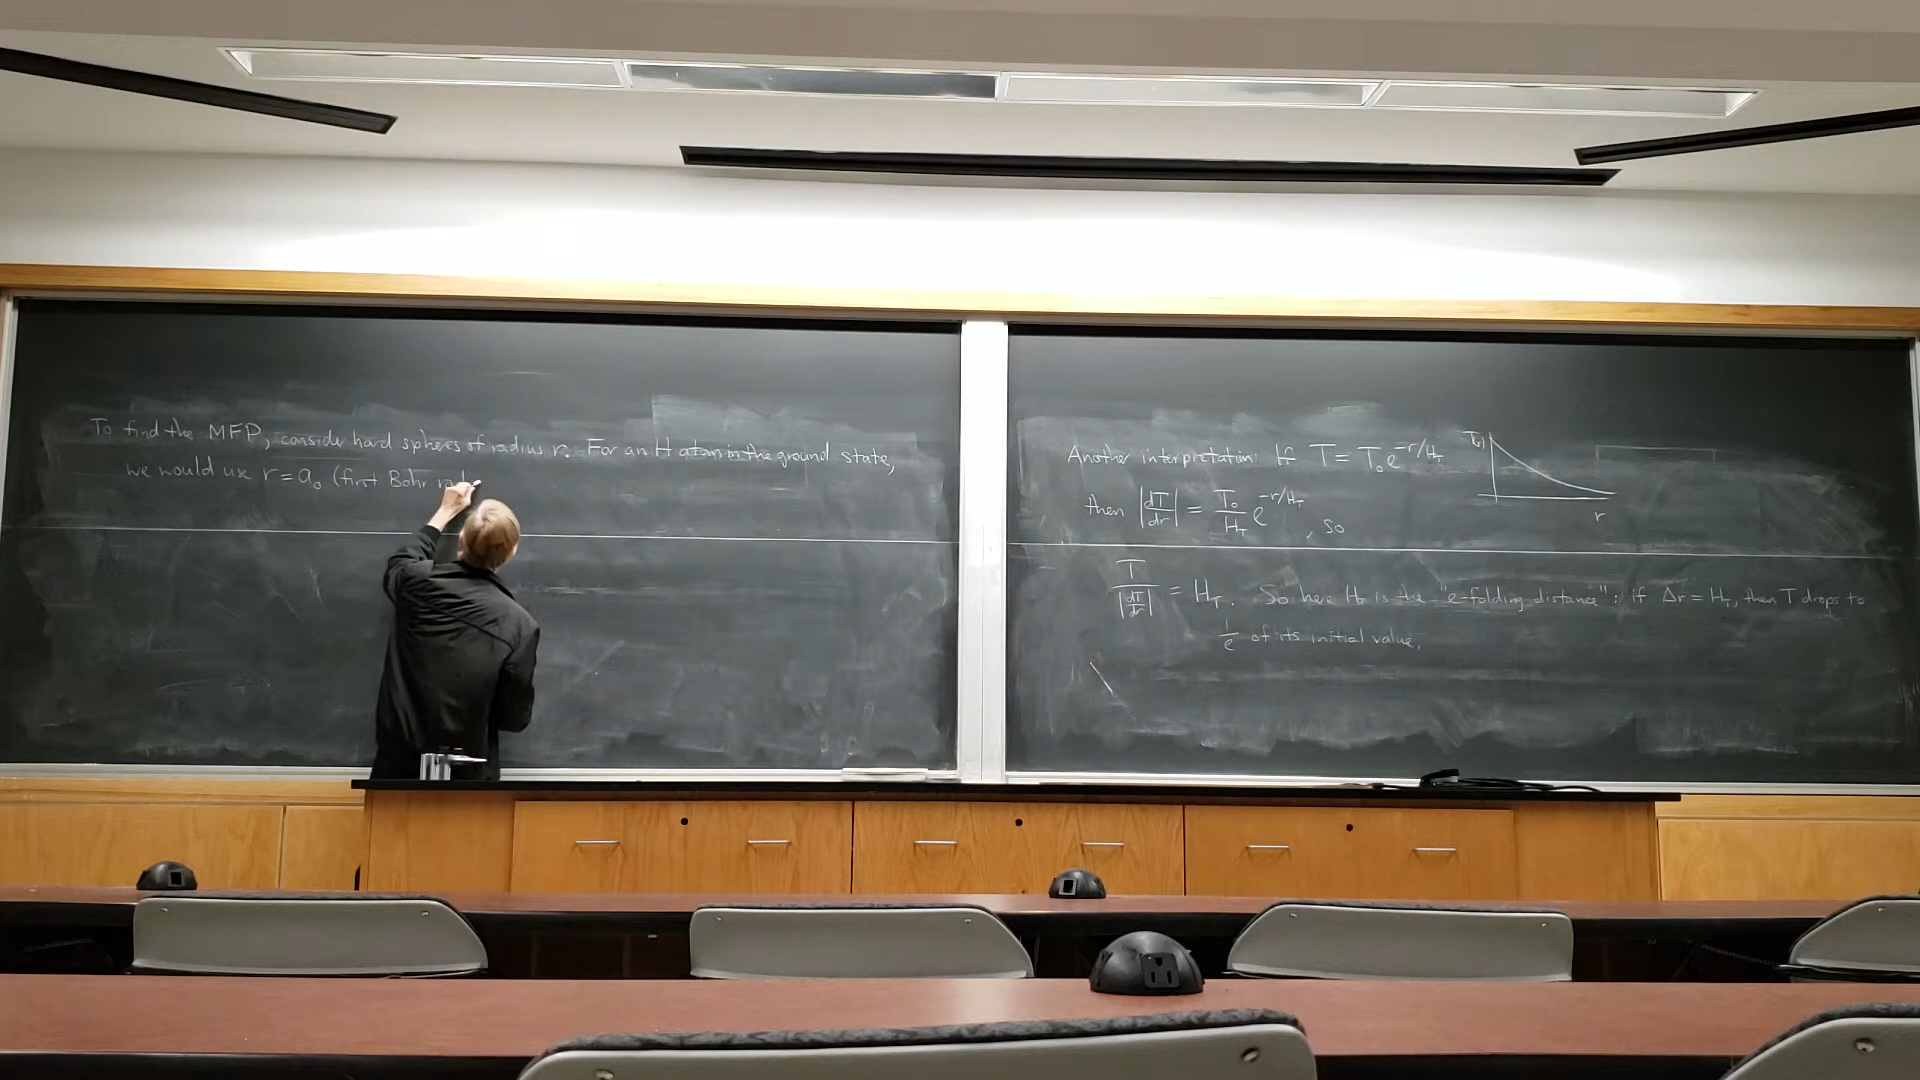 To find the MFP, consider hard spheres of radius r. For an H atom in the ground state,
we would use r = a₀ (first Bohr rad
Another interpretation: If T = T₀e^(-r/H_T)
T(r)
r
then |dT/dr| = T₀/H_T e^(-r/H_T), so
T/|dT/dr| = H_T. So here H_T is the "e-folding distance": if Δr = H_T, then T drops to
1/e of its initial value.